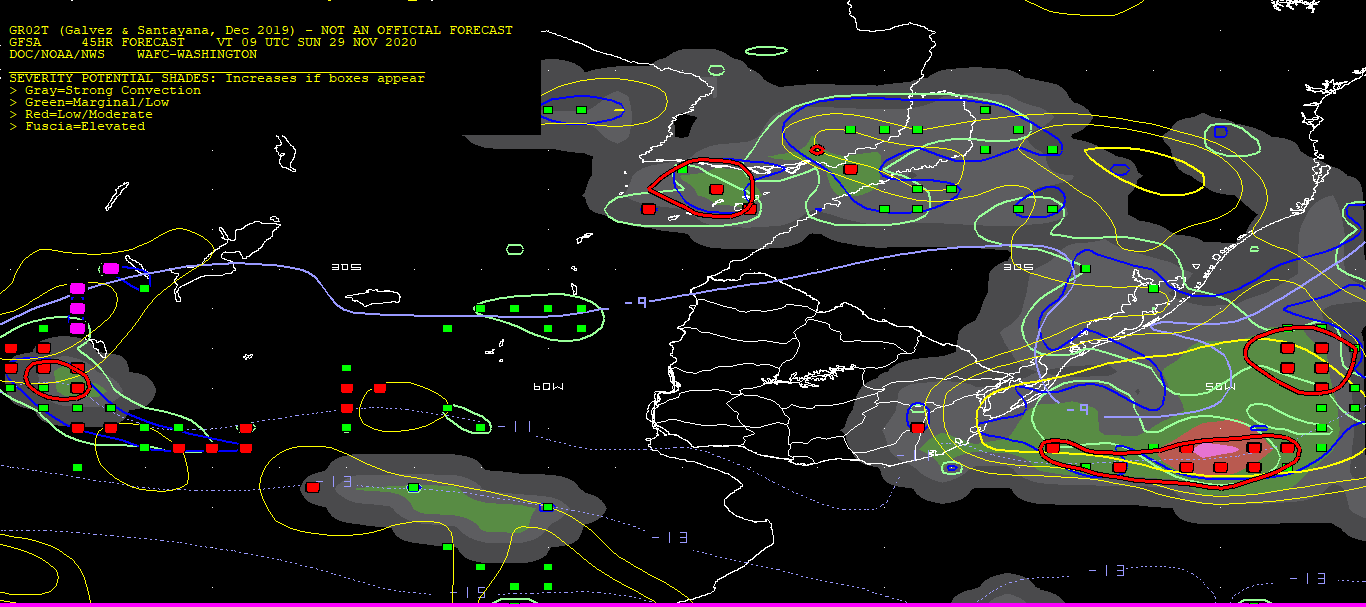 GR02T (Galvez & Santayana, Dec 2019) - NOT AN OFFICIAL FORECAST
GFSA 45HR FORECAST VT 09 UTC SUN 29 NOV 2020
DOC/NOAA/NWS WAFC-WASHINGTON
SEVERITY POTENTIAL SHADES: Increases if boxes appear
> Gray=Strong Convection
> Green=Marginal/Low
> Red=Low/Moderate
> Fuscia=Elevated
30S
30S
-9
60W
50W
-9
-11
-13
-13
-13
-13
-15